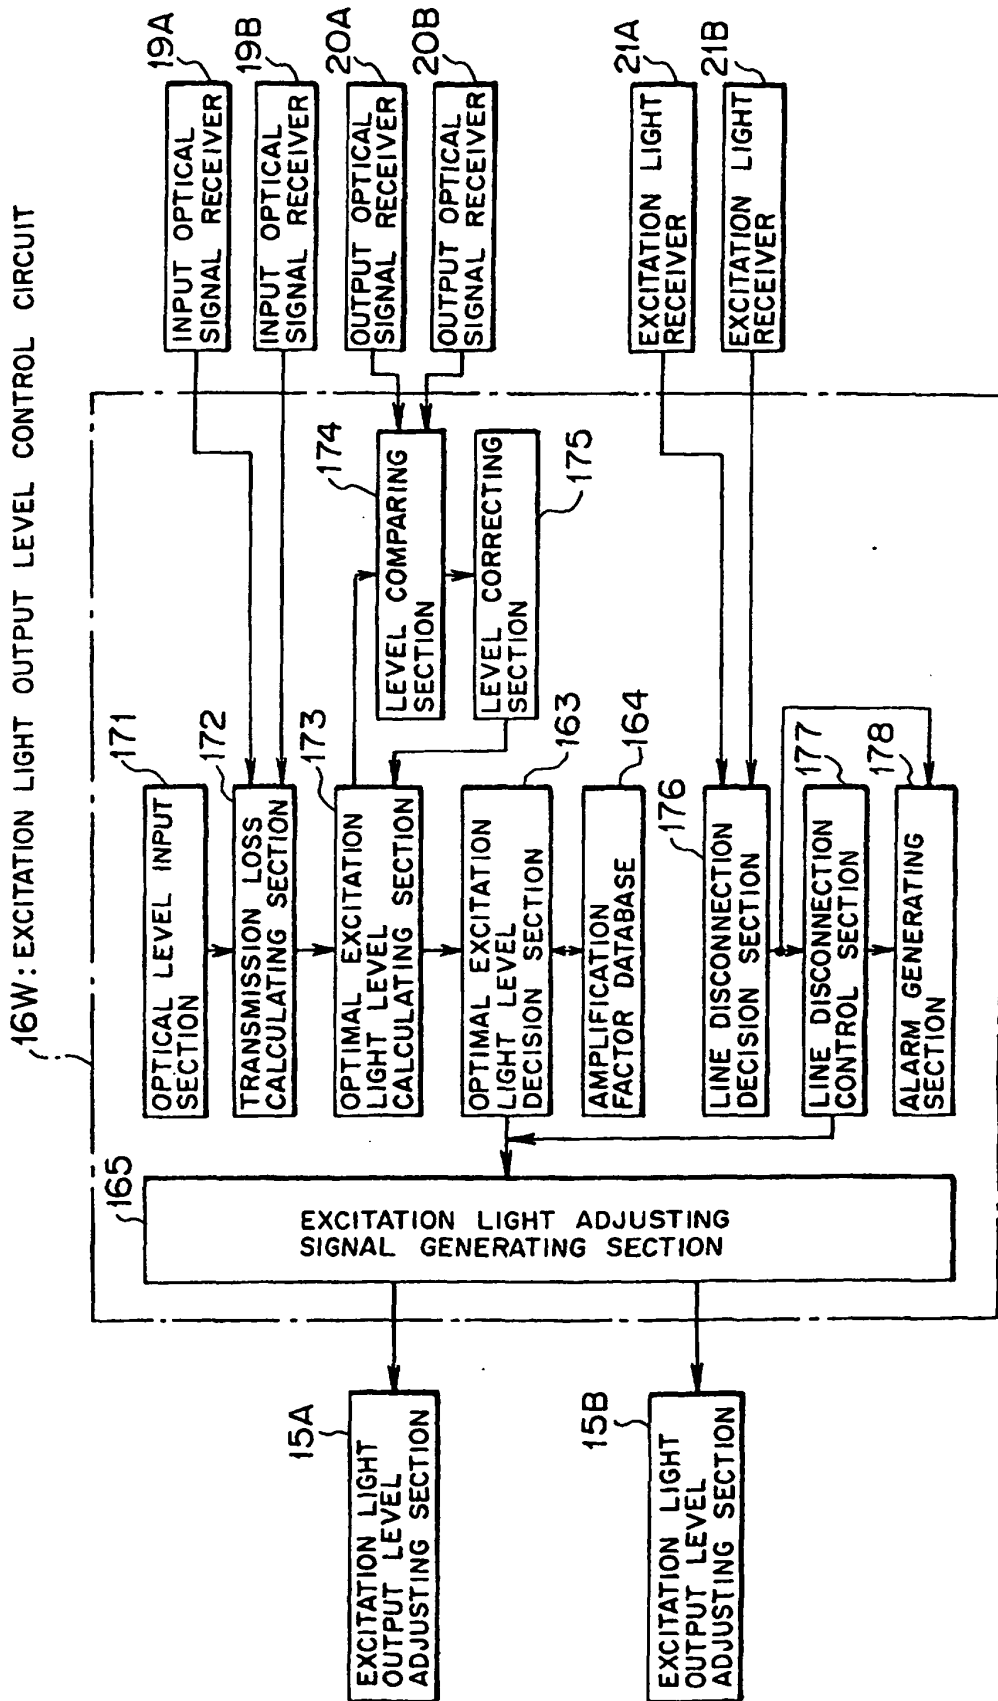 16W: EXCITATION LIGHT OUTPUT LEVEL CONTROL CIRCUIT
19A
INPUT OPTICAL
SIGNAL RECEIVER
19B
INPUT OPTICAL
SIGNAL RECEIVER
20A
OUTPUT OPTICAL
SIGNAL RECEIVER
20B
OUTPUT OPTICAL
SIGNAL RECEIVER
21A
EXCITATION LIGHT
RECEIVER
21B
EXCITATION LIGHT
RECEIVER
174
LEVEL COMPARING
SECTION
175
LEVEL CORRECTING
SECTION
171
OPTICAL LEVEL INPUT
SECTION
172
TRANSMISSION LOSS
CALCULATING SECTION
173
OPTIMAL EXCITATION
LIGHT LEVEL
CALCULATING SECTION
163
OPTIMAL EXCITATION
LIGHT LEVEL
DECISION SECTION
164
AMPLIFICATION
FACTOR DATABASE
176
LINE DISCONNECTION
DECISION SECTION
177
LINE DISCONNECTION
CONTROL SECTION
178
ALARM GENERATING
SECTION
165
EXCITATION LIGHT ADJUSTING
SIGNAL GENERATING SECTION
15A
EXCITATION LIGHT
OUTPUT LEVEL
ADJUSTING SECTION
15B
EXCITATION LIGHT
OUTPUT LEVEL
ADJUSTING SECTION